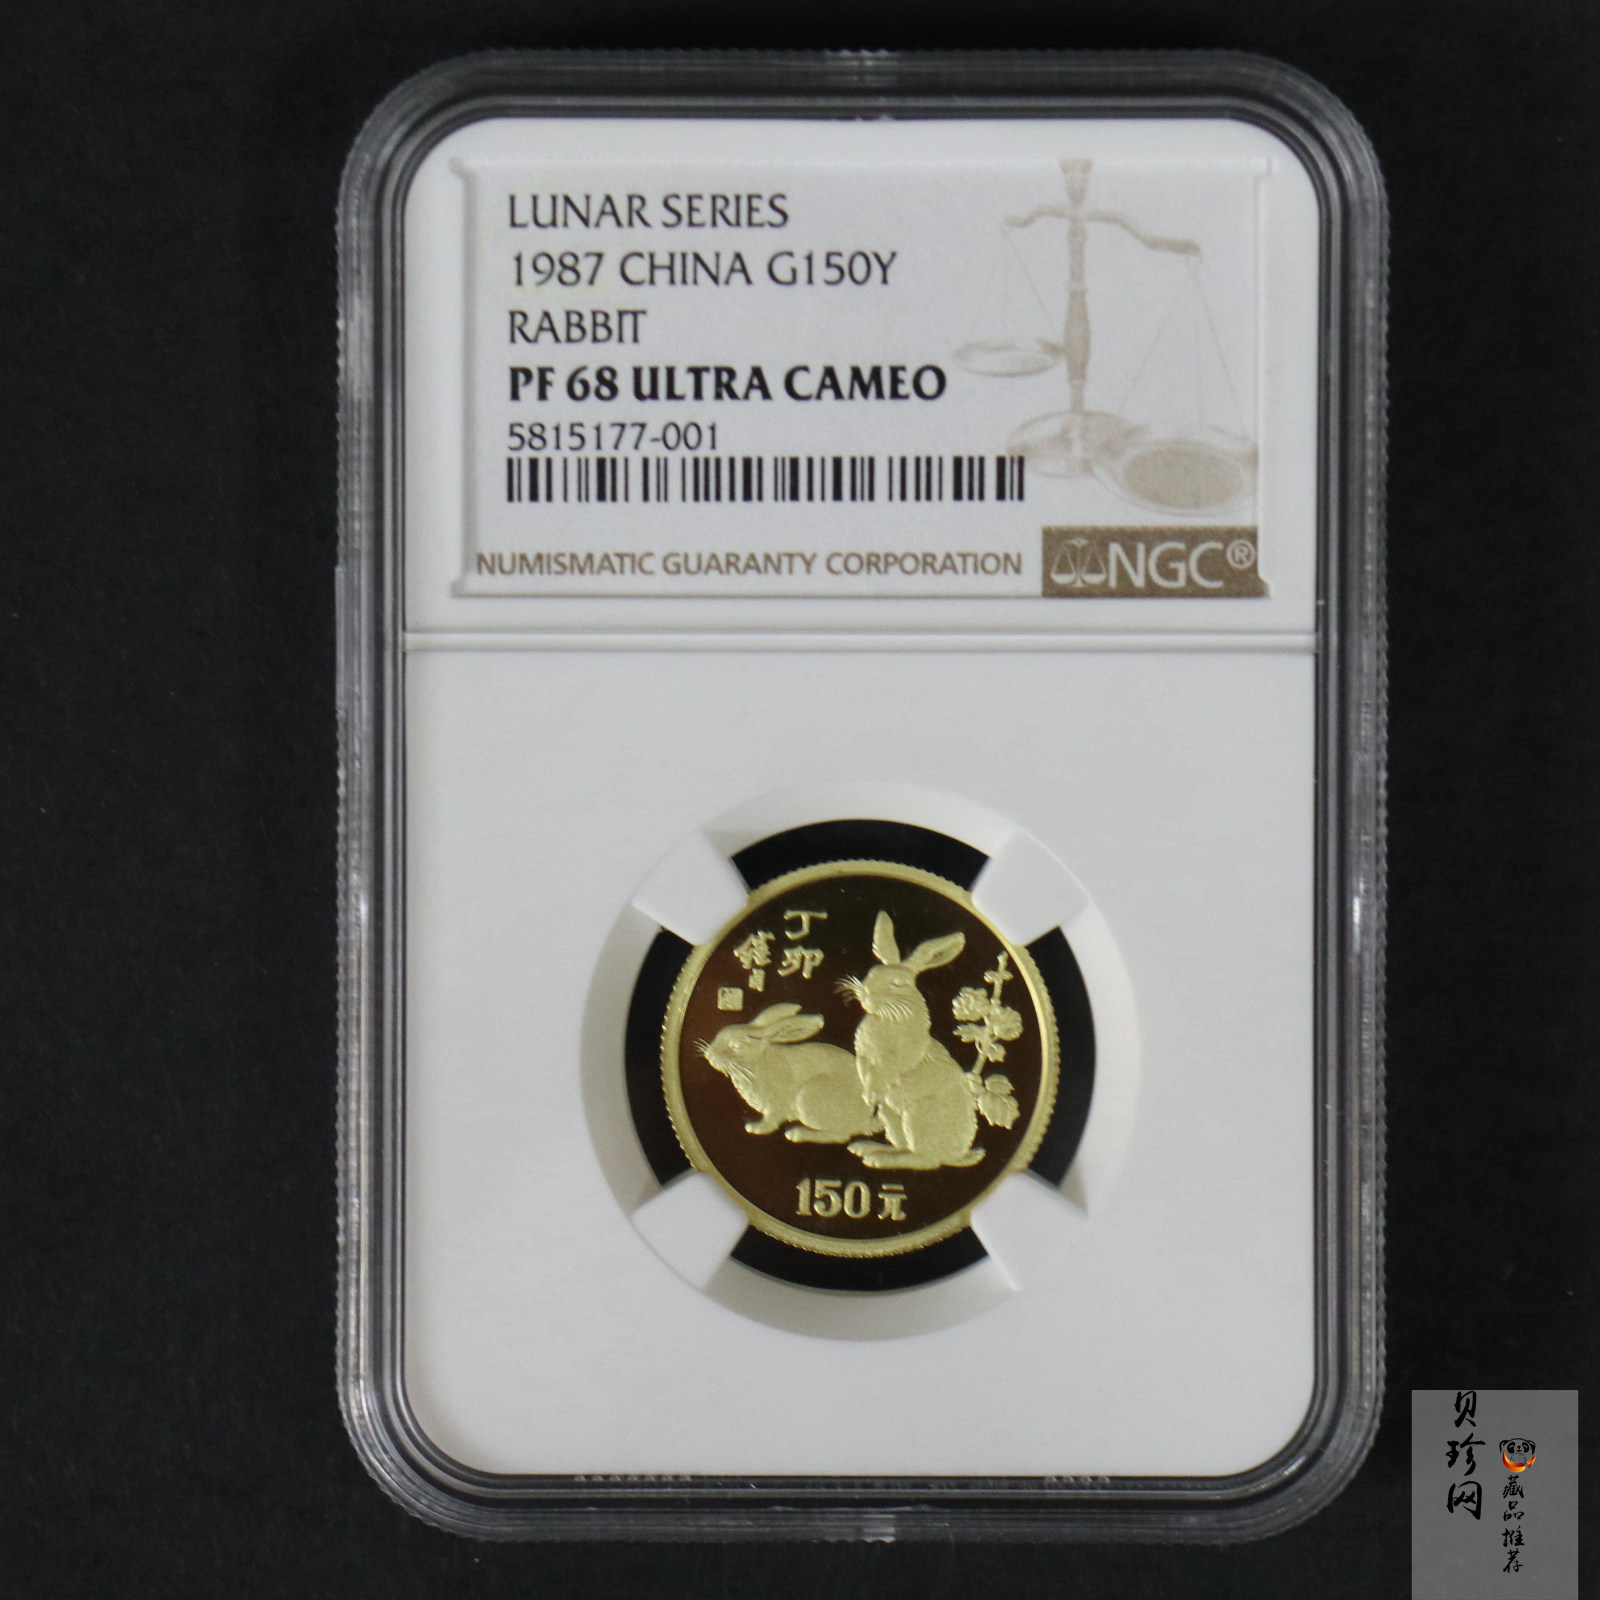 LUNAR SERIES
1987 CHINA G150Y
RABBIT
PF 68 ULTRA CAMEO
5815177-001
NUMISMATIC GUARANTY CORPORATION
NGC®
丁卯
150元
贝珍网
藏品推荐